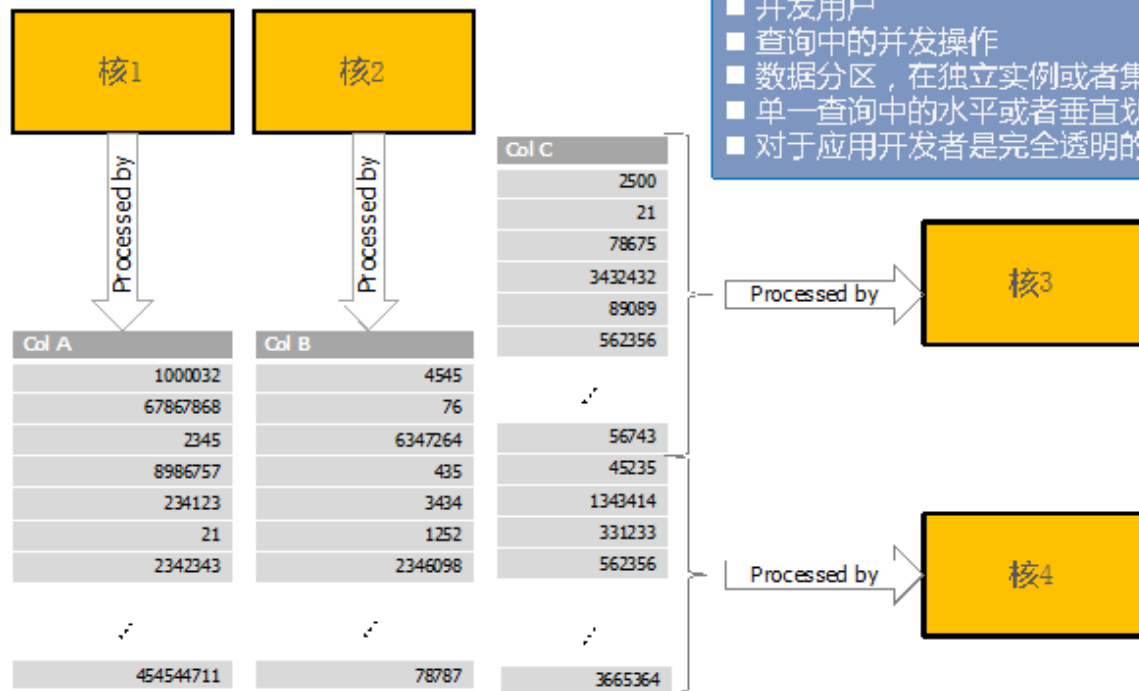 核1
核2
并发用户
查询中的并发操作
数据分区，在独立实例或者集
单一查询中的水平或者垂直划
对于应用开发者是完全透明的
Processed by
Processed by
Col C
2500
21
78675
3432432
89089
562356
56743
45235
1343414
331233
562356
3665364
Processed by
核3
Processed by
核4
Col A
1000032
67867868
2345
8986757
234123
21
2342343
454544711
Col B
4545
76
6347264
435
3434
1252
2346098
78787